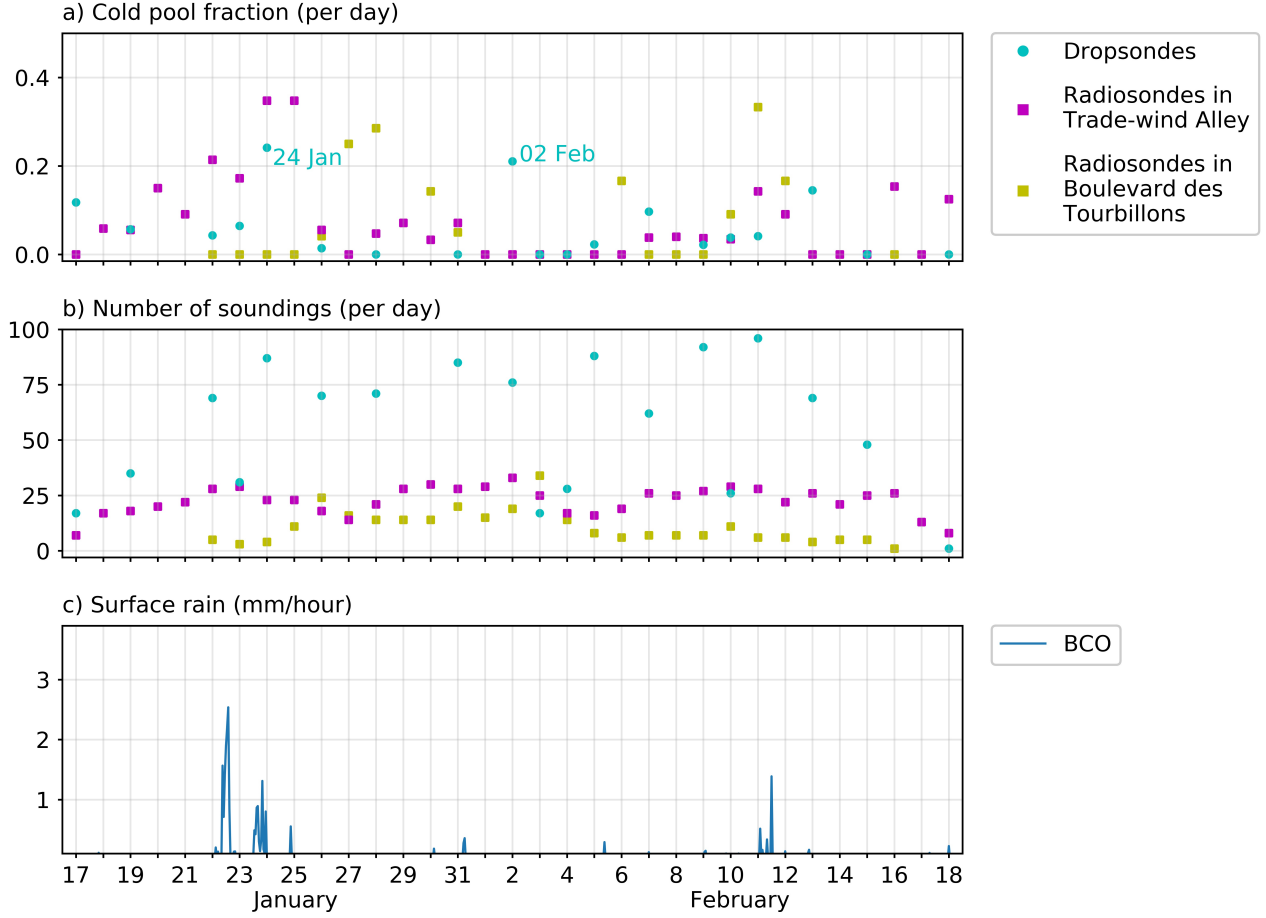 a) Cold pool fraction (per day)
0.4
0.2
0.0
24 Jan
02 Feb
Dropsondes
Radiosondes in
Trade-wind Alley
Radiosondes in
Boulevard des
Tourbillons
b) Number of soundings (per day)
100
75
50
25
0
c) Surface rain (mm/hour)
3
2
1
BCO
17 19 21 23 25 27 29 31 2 4 6 8 10 12 14 16 18
January February